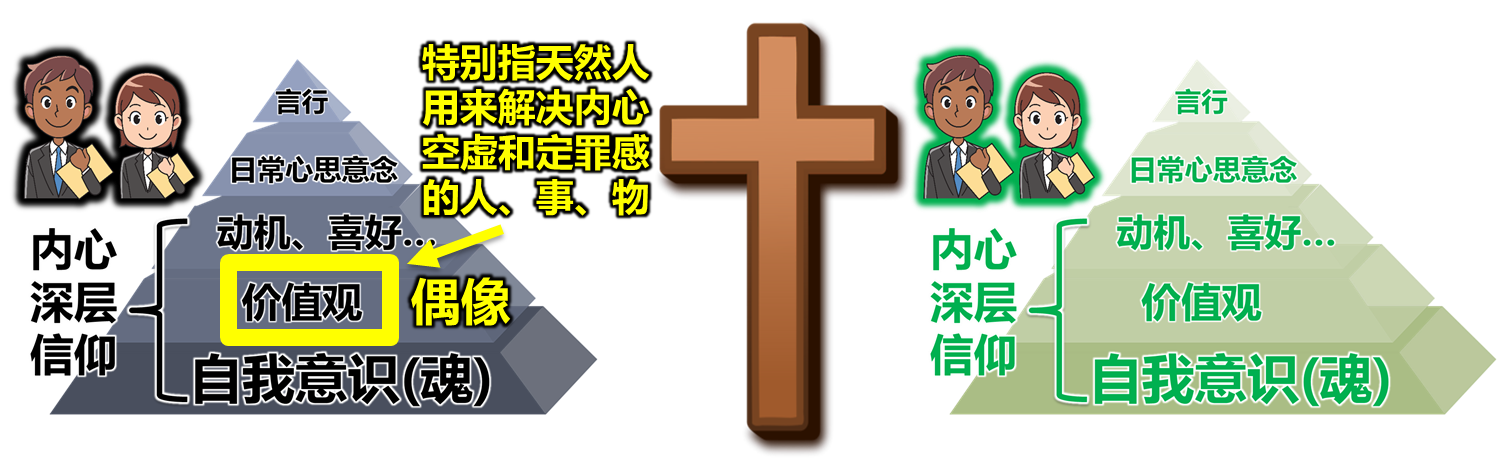 特别指天然人
用来解决内心
空虚和定罪感
的人、事、物
言行
日常心思意念
动机、喜好...
价值观
偶像
自我意识(魂)
内心
深层
信仰
言行
日常心思意念
动机、喜好...
价值观
自我意识(魂)
内心
深层
信仰